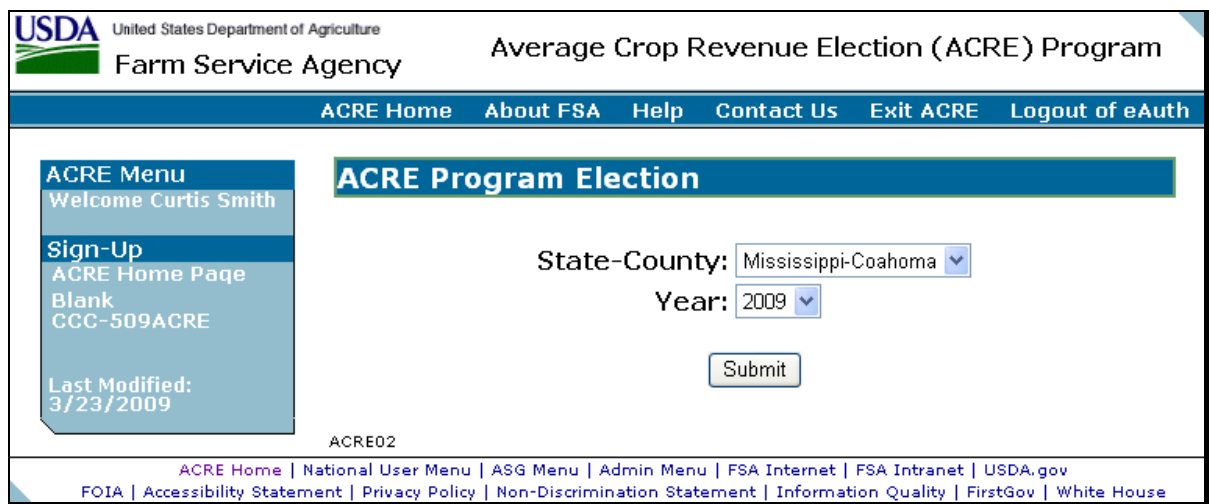 USDA United States Department of Agriculture
Farm Service Agency
Average Crop Revenue Election (ACRE) Program
ACRE Home About FSA Help Contact Us Exit ACRE Logout of eAuth
ACRE Menu
Welcome Curtis Smith
Sign-Up
ACRE Home Page
Blank
CCC-509ACRE
Last Modified:
3/23/2009
ACRE Program Election
State-County: Mississippi-Coahoma
Year: 2009
Submit
ACRE02
ACRE Home | National User Menu | ASG Menu | Admin Menu | FSA Internet | FSA Intranet | USDA.gov
FOIA | Accessibility Statement | Privacy Policy | Non-Discrimination Statement | Information Quality | FirstGov | White House